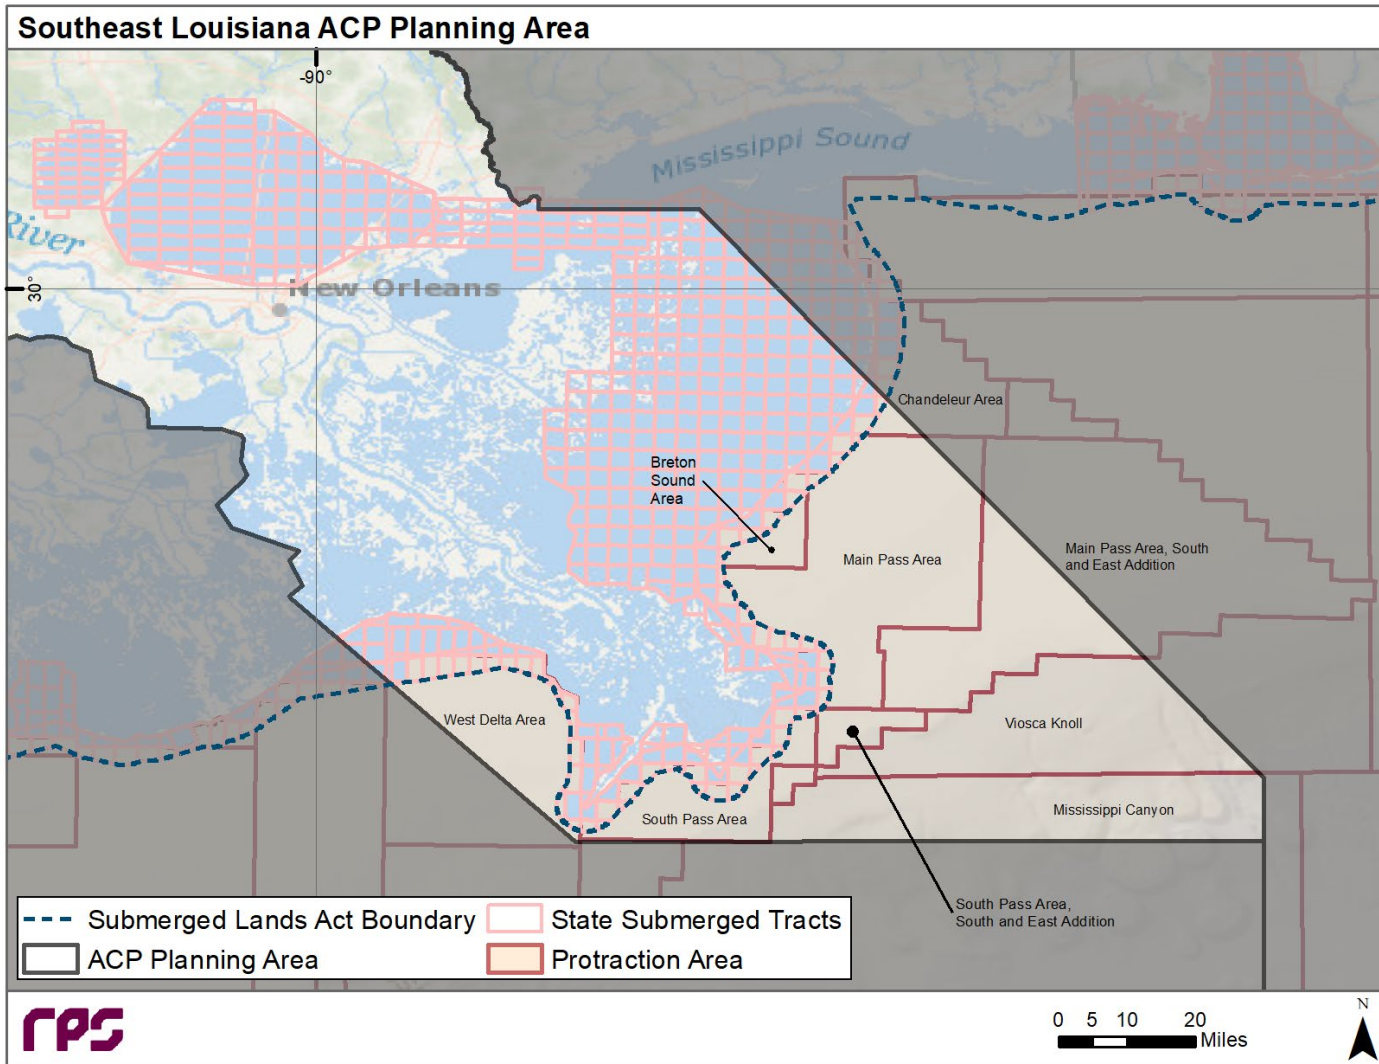 Southeast Louisiana ACP Planning Area
-90°
Mississippi Sound
River
30°
New Orleans
Chandeleur Area
Breton
Sound
Area
Main Pass Area
Main Pass Area, South
and East Addition
West Delta Area
Viosca Knoll
South Pass Area
Mississippi Canyon
South Pass Area,
South and East Addition
Submerged Lands Act Boundary
State Submerged Tracts
ACP Planning Area
Protraction Area
rps
0 5 10 20
Miles
N